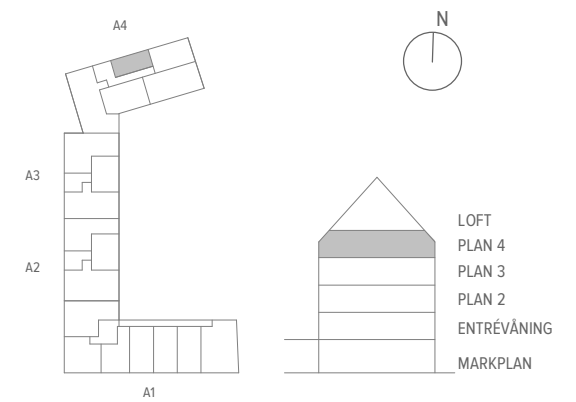 A4
N
A3
A2
A1
LOFT
PLAN 4
PLAN 3
PLAN 2
ENTRÉVÅNING
MARKPLAN